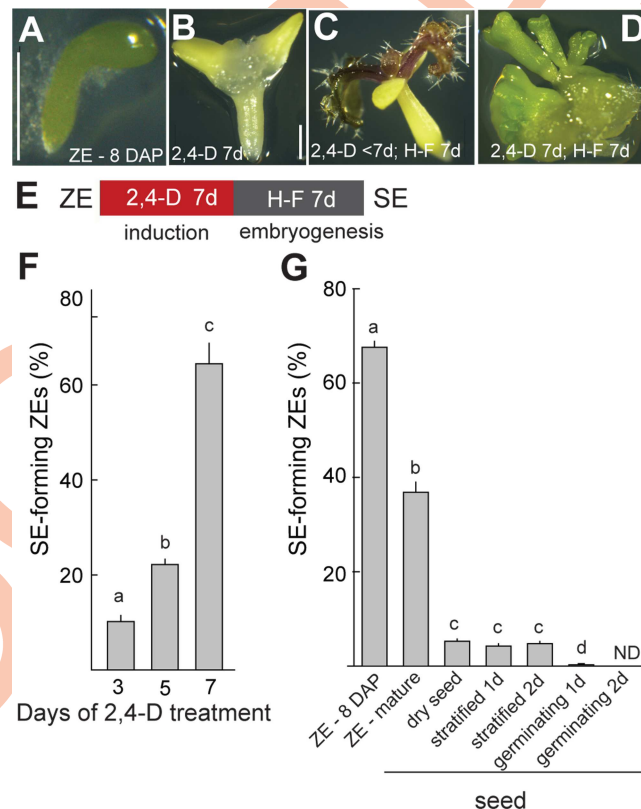 A
ZE - 8 DAP
B
2,4-D 7d
C
2,4-D <7d; H-F 7d
D
2,4-D 7d; H-F 7d
E ZE 2,4-D 7d H-F 7d SE
induction embryogenesis
F
SE-forming ZEs (%)
80
60
40
20
a
b
c
3 5 7
Days of 2,4-D treatment
G
SE-forming ZEs (%)
80
60
40
20
a
b
c
c
c
d
ND
ZE - 8 DAP
ZE - mature
dry seed
stratified 1d
stratified 2d
germinating 1d
germinating 2d
seed